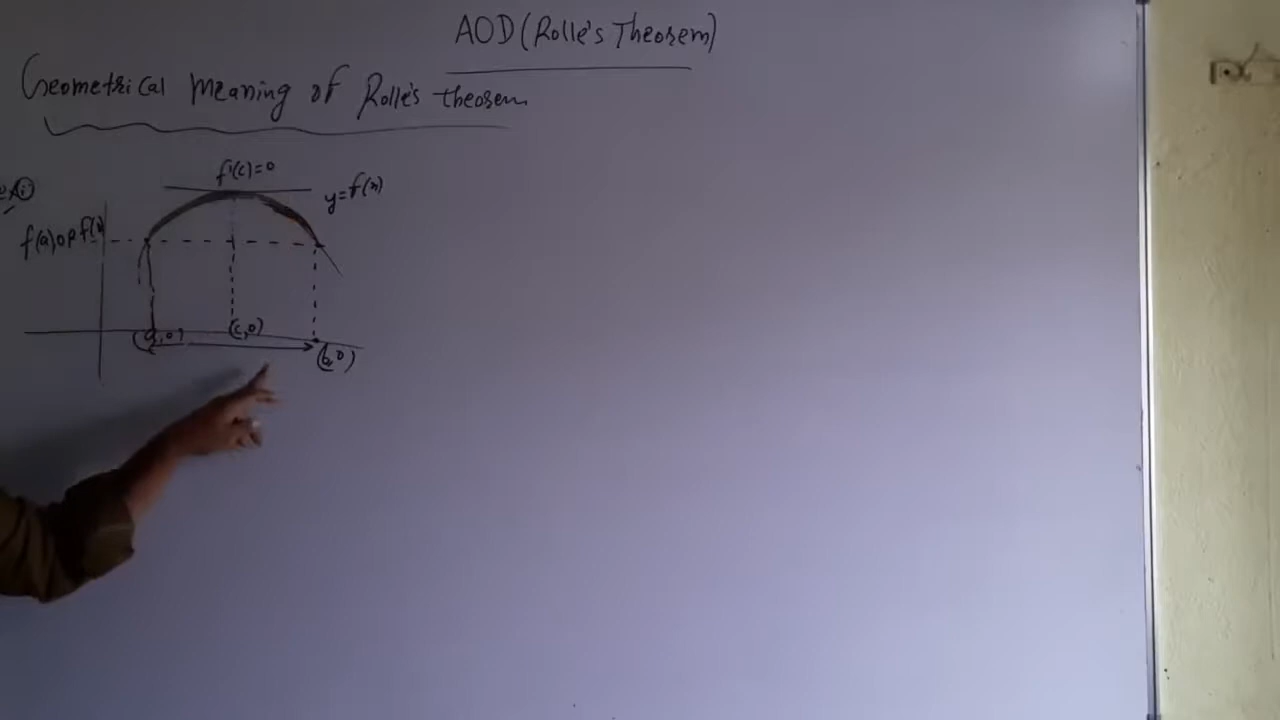 AOD (Rolle's Theorem)
Geometrical Meaning of Rolle's theorem
f'(c)=0
y=f(x)
f(a) or f(b)
(a,0)
(c,0)
(b,0)